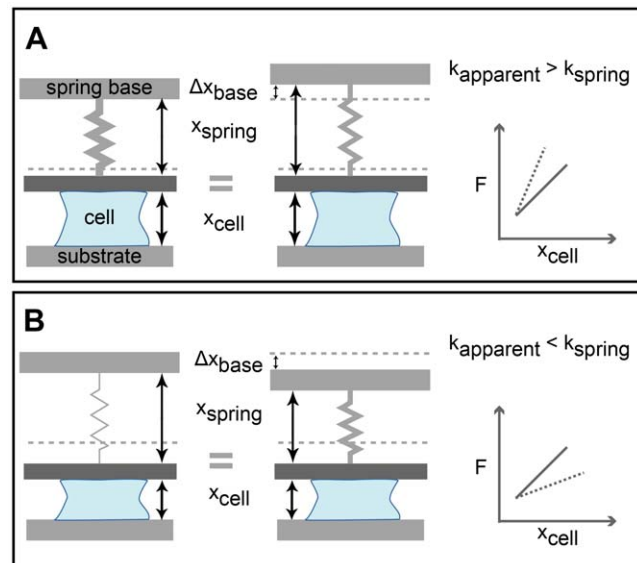 A
spring base
Δxbase
xspring
cell
xcell
substrate
kapparent > kspring
F
xcell
B
Δxbase
xspring
xcell
kapparent < kspring
F
xcell